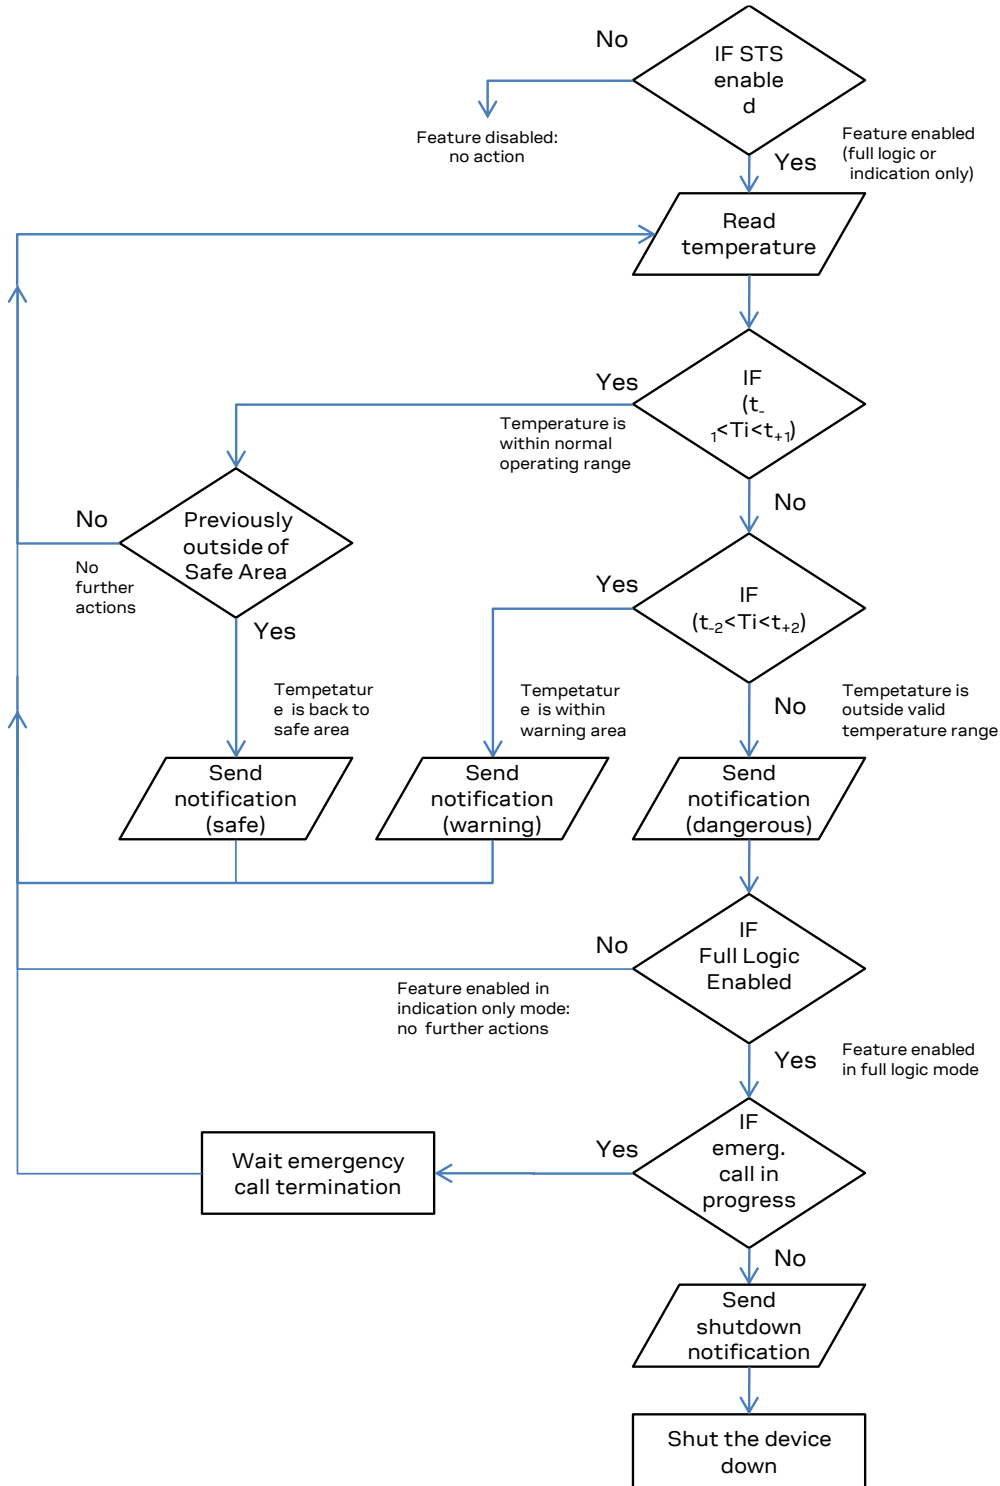 No
IF STS
enable
d
Feature disabled:
no action
Feature enabled
(full logic or
indication only)
Yes
Read
temperature
Yes
IF
(t-
1<Ti<t+1)
Temperature is
within normal
operating range
No
No
Previously
outside of
Safe Area
No
further
actions
Yes
IF
(t-2<Ti<t+2)
Yes
Tempetatur
e is back to
safe area
Tempetatur
e is within
warning area
No
Tempetature is
outside valid
temperature range
Send
notification
(safe)
Send
notification
(warning)
Send
notification
(dangerous)
No
IF
Full Logic
Enabled
Feature enabled in
indication only mode:
no further actions
Yes
Feature enabled
in full logic mode
Wait emergency
call termination
Yes
IF
emerg.
call in
progress
No
Send
shutdown
notification
Shut the device
down